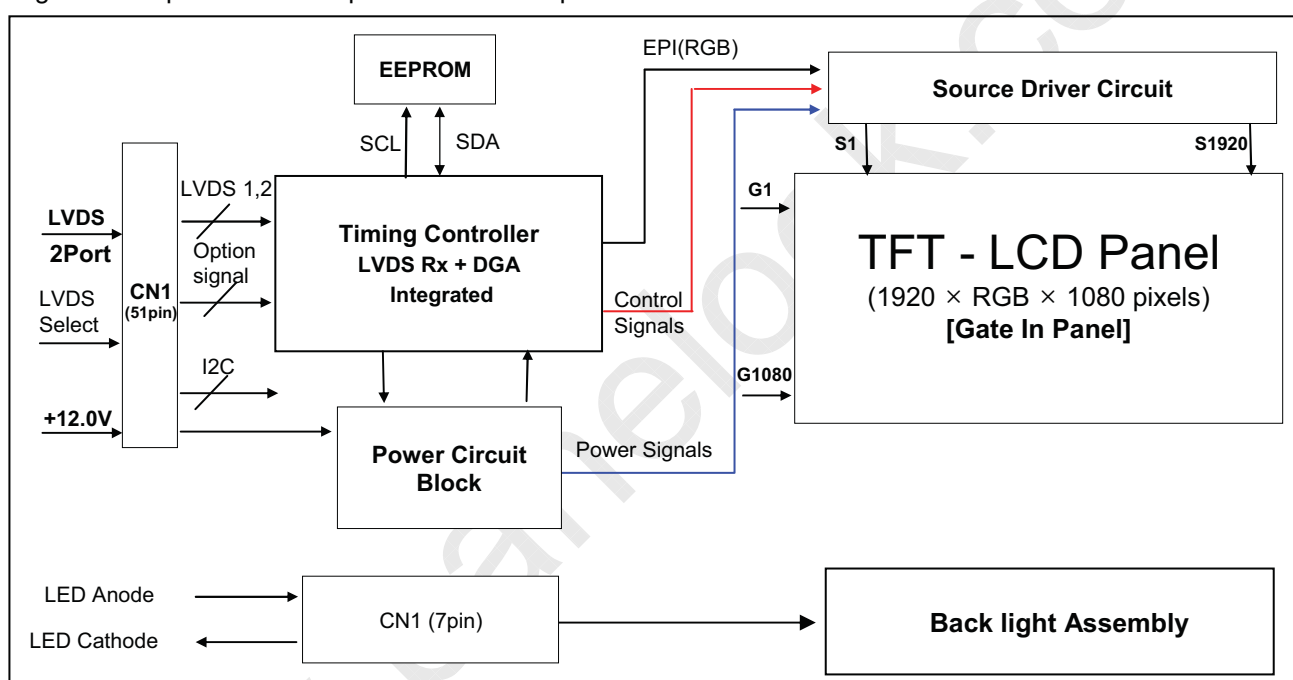 EPI(RGB)
EEPROM
Source Driver Circuit
SCL
SDA
S1
S1920
LVDS 1,2
G1
LVDS
2Port
Timing Controller
LVDS Rx + DGA
Integrated
TFT - LCD Panel
(1920 × RGB × 1080 pixels)
[Gate In Panel]
Option
signal
CN1
(51pin)
LVDS
Select
Control
Signals
I2C
G1080
+12.0V
Power Circuit
Block
Power Signals
LED Anode
LED Cathode
CN1 (7pin)
Back light Assembly